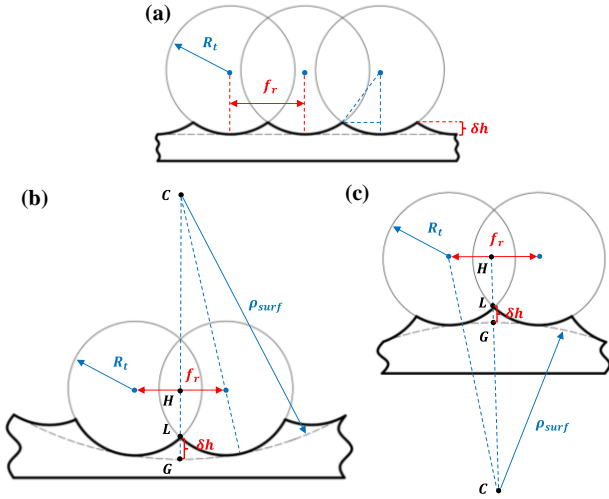 (a)
R_t
f_r
δh
(b)
C
R_t
f_r
H
ρ_surf
L
δh
G
(c)
R_t
f_r
H
L
δh
G
ρ_surf
C